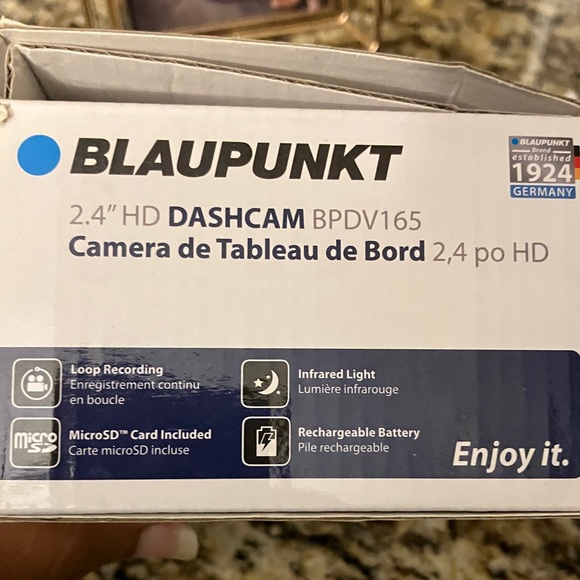 BLAUPUNKT
BLAUPUNKT
Brand
established
1924
GERMANY
2.4” HD DASHCAM BPDV165
Camera de Tableau de Bord 2,4 po HD
Loop Recording
Enregistrement continu
en boucle
Infrared Light
Lumière infrarouge
Micro
SD
MicroSD™ Card Included
Carte microSD incluse
Rechargeable Battery
Pile rechargeable
Enjoy it.